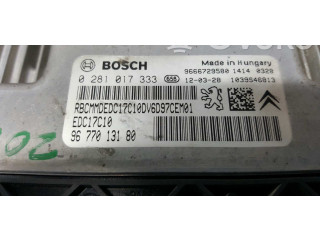 BOSCH
Made in Hungary
9666729580 1414 0328
0 281 017 333
12-03-28 1039S46813
RBCMMDEDC17C10DV6D97CEM01
EDC17C10
96 770 131 80